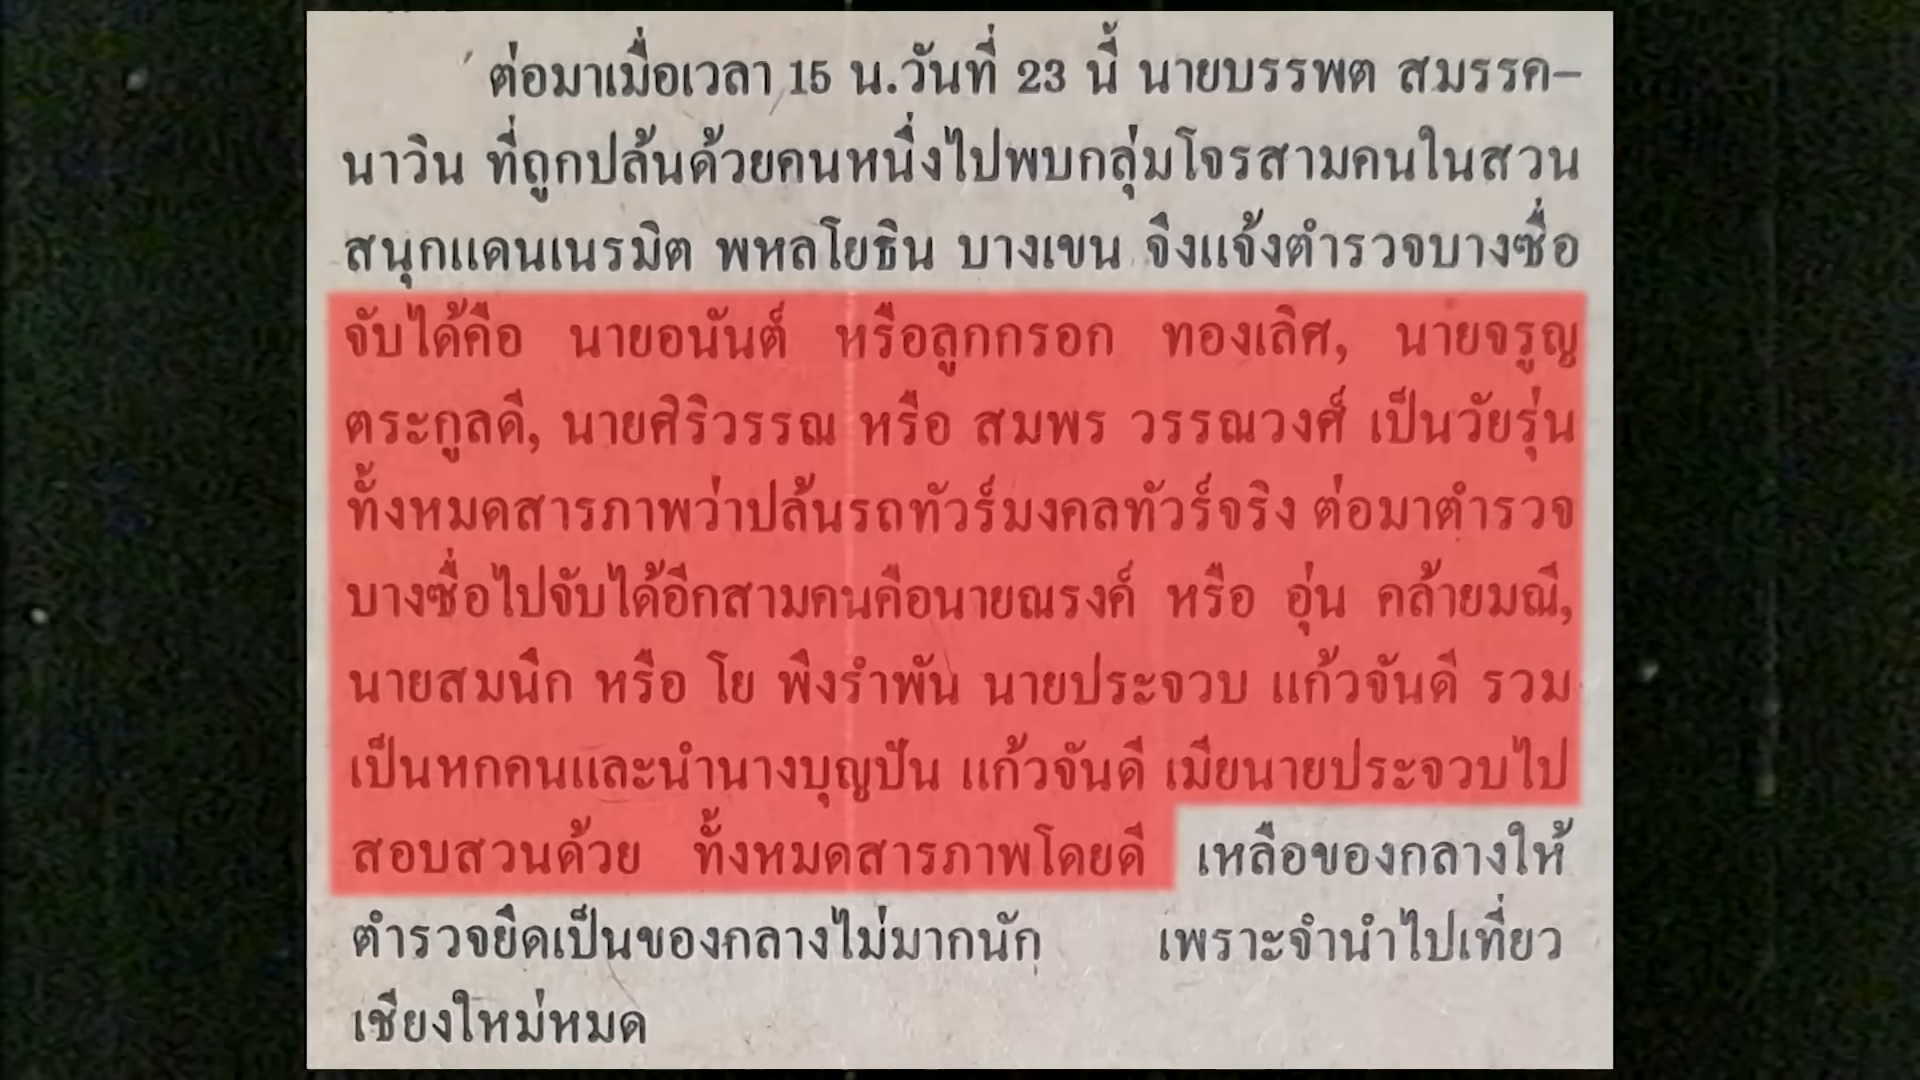 ต่อมาเมื่อเวลา 15 น.วันที่ 23 นี้ นายบรรพต สมรรค-
นาวิน ที่ถูกปล้นด้วยคนหนึ่งไปพบกลุ่มโจรสามคนในสวน
สนุกแดนเนรมิต พหลโยธิน บางเขน จึงแจ้งตำรวจบางซื่อ
จับได้คือ นายอนันต์ หรือลูกกรอก ทองเลิศ, นายจรูญ
ตระกูลดี, นายศิริวรรณ หรือ สมพร วรรณวงศ์ เป็นวัยรุ่น
ทั้งหมดสารภาพว่าปล้นรถทัวร์มงคลทัวร์จริง ต่อมาตำรวจ
บางซื่อไปจับได้อีกสามคนคือนายณรงค์ หรือ อุ่น คล้ายมณี,
นายสมนึก หรือ โย พึงรำพัน นายประจวบ แก้วจันดี รวม
เป็นหกคนและนำนางบุญปั่น แก้วจันดี เมียนายประจวบไป
สอบสวนด้วย ทั้งหมดสารภาพโดยดี เหลือของกลางให้
ตำรวจยึดเป็นของกลางไม่มากนัก เพราะจำนำไปเที่ยว
เชียงใหม่หมด